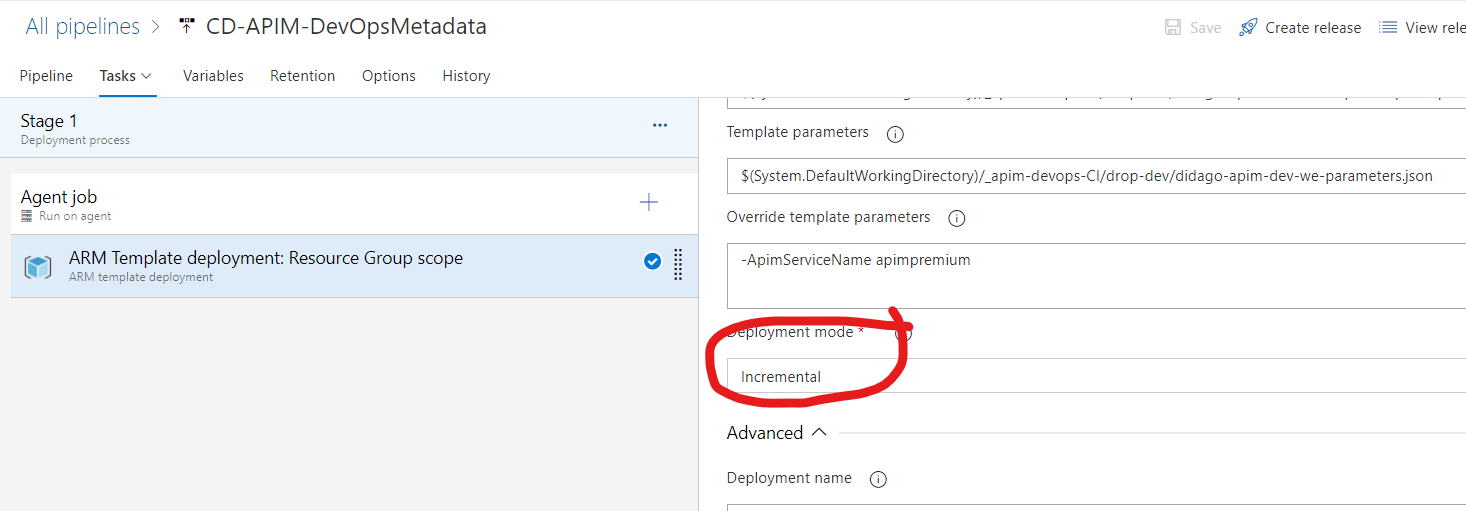 All pipelines > CD-APIM-DevOpsMetadata
Save Create release View rele
Pipeline Tasks Variables Retention Options History
Stage 1
Deployment process
Agent job
Run on agent
ARM Template deployment: Resource Group scope
ARM template deployment
Template parameters
$(System.DefaultWorkingDirectory)/_apim-devops-CI/drop-dev/didago-apim-dev-we-parameters.json
Override template parameters
-ApimServiceName apimpremium
Deployment mode *
Incremental
Advanced
Deployment name